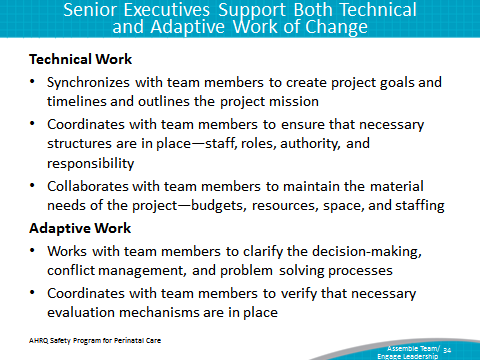 Senior Executives Support Both Technical
and Adaptive Work of Change
Technical Work
• Synchronizes with team members to create project goals and
timelines and outlines the project mission
• Coordinates with team members to ensure that necessary
structures are in place—staff, roles, authority, and
responsibility
• Collaborates with team members to maintain the material
needs of the project—budgets, resources, space, and staffing
Adaptive Work
• Works with team members to clarify the decision-making,
conflict management, and problem solving processes
• Coordinates with team members to verify that necessary
evaluation mechanisms are in place
AHRQ Safety Program for Perinatal Care
Assemble Team/ 34
Engage Leadership